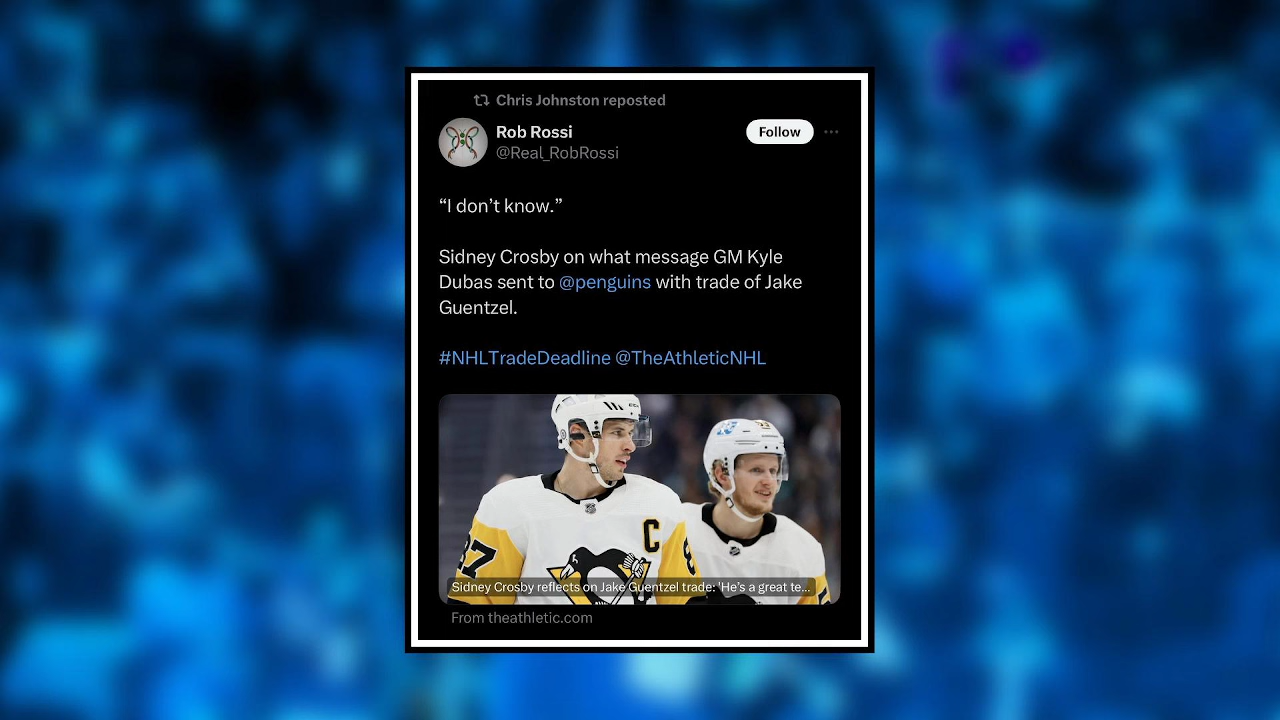 Chris Johnston reposted
Rob Rossi
@Real_RobRossi
Follow
“I don’t know.”
Sidney Crosby on what message GM Kyle
Dubas sent to @penguins with trade of Jake
Guentzel.
#NHLTradeDeadline @TheAthleticNHL
C
87
8
Sidney Crosby reflects on Jake Guentzel trade: 'He's a great te...
From theathletic.com